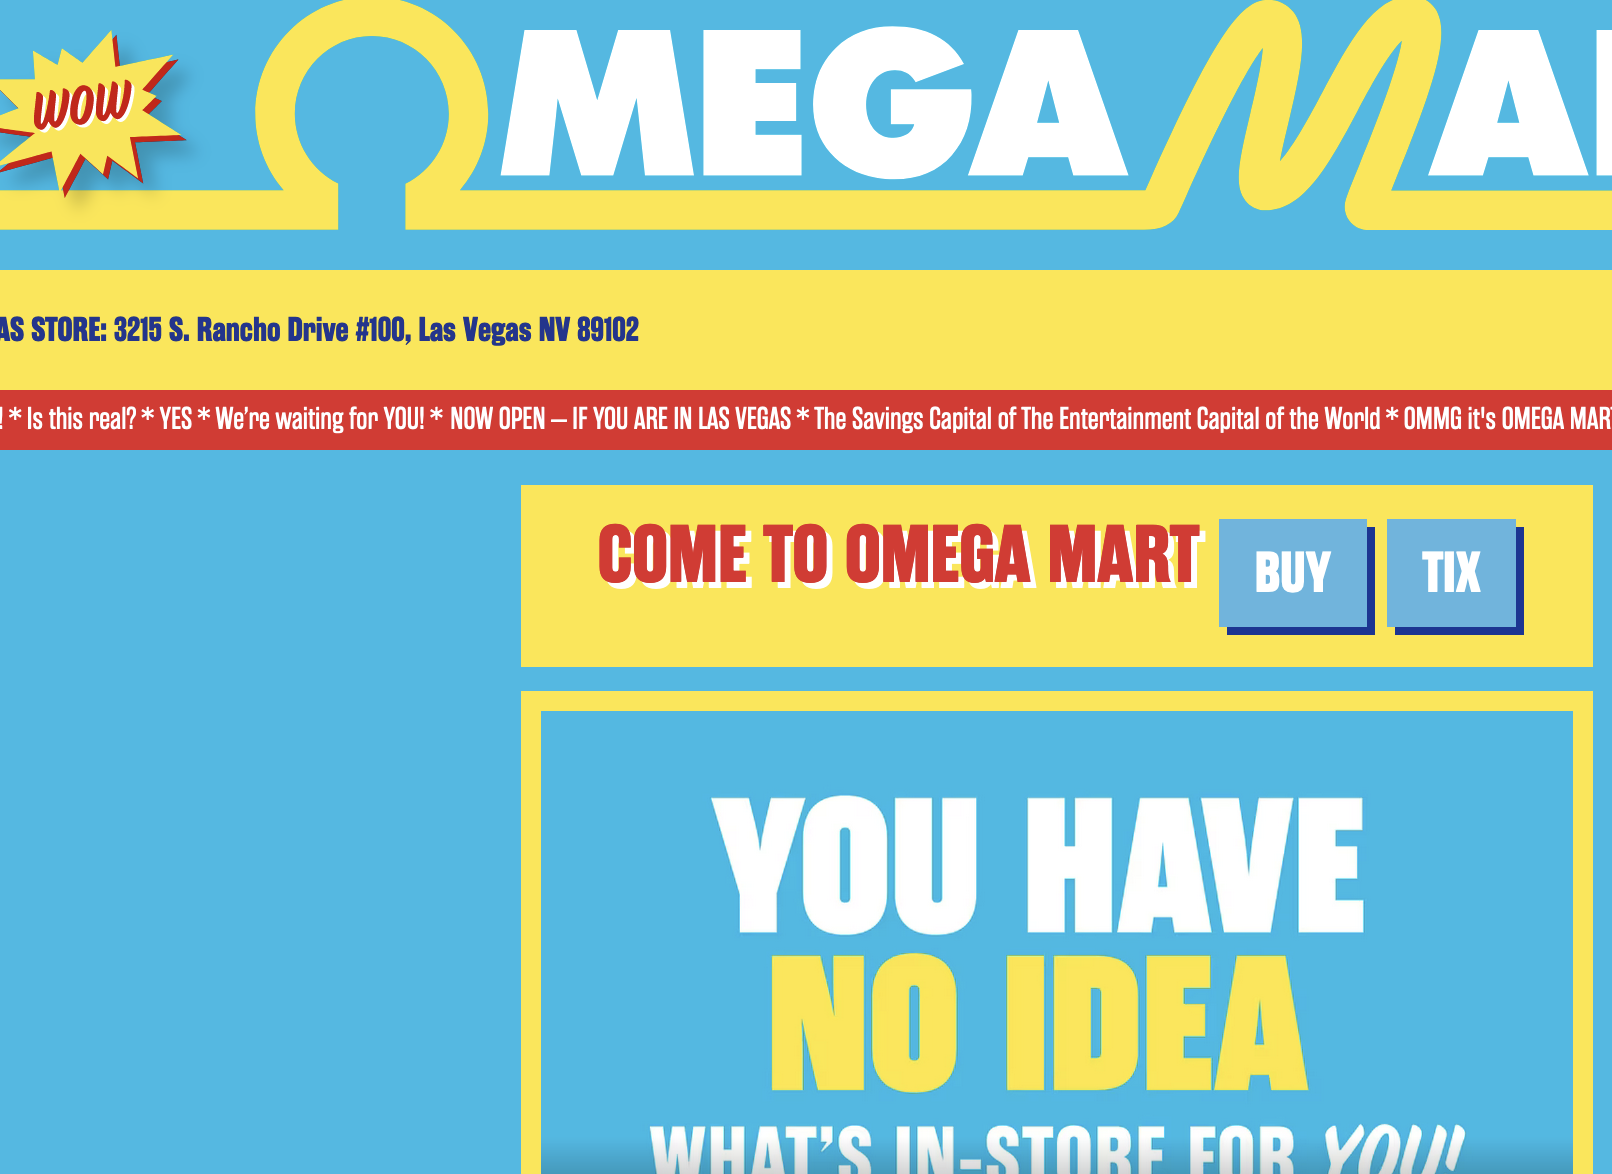 WOW
OMEGA MA
AS STORE: 3215 S. Rancho Drive #100, Las Vegas NV 89102
! * Is this real? * YES * We're waiting for YOU! * NOW OPEN – IF YOU ARE IN LAS VEGAS * The Savings Capital of The Entertainment Capital of the World * OMMG it's OMEGA MAR
COME TO OMEGA MART BUY TIX
YOU HAVE
NO IDEA
WHAT'S IN-STORE FOR YOU!